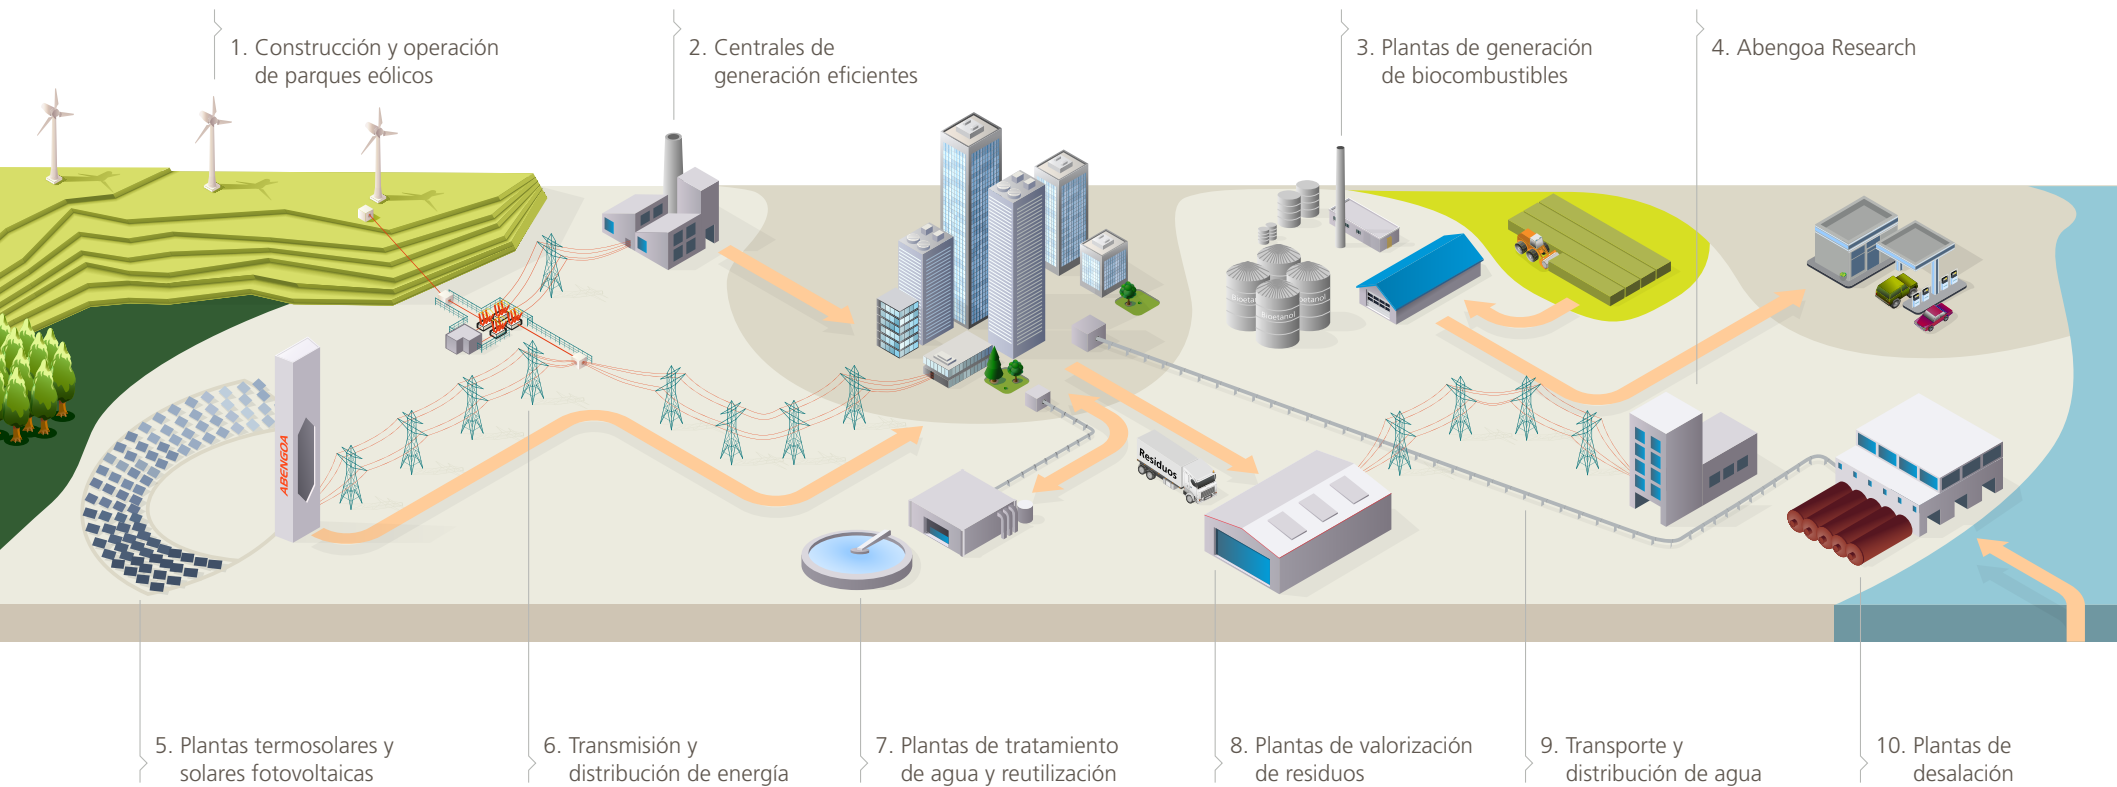 1. Construcción y operación
de parques eólicos
2. Centrales de
generación eficientes
3. Plantas de generación
de biocombustibles
4. Abengoa Research
ABENGOA
Bioetanol
Residuos
5. Plantas termosolares y
solares fotovoltaicas
6. Transmisión y
distribución de energía
7. Plantas de tratamiento
de agua y reutilización
8. Plantas de valorización
de residuos
9. Transporte y
distribución de agua
10. Plantas de
desalación